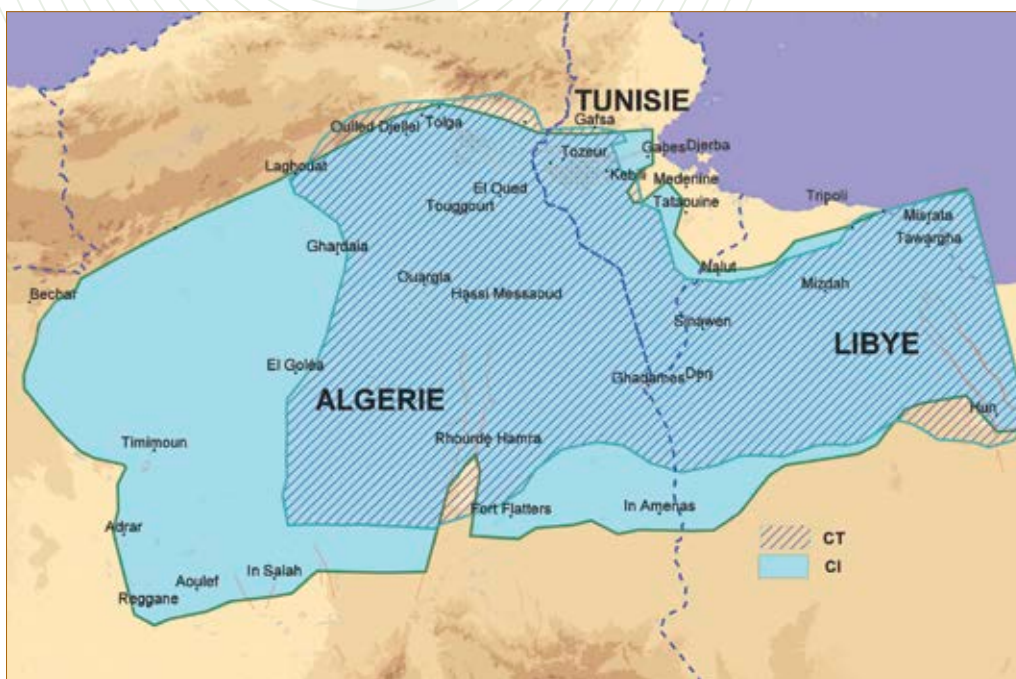 TUNISIE
Gafsa
Oulled Djellel
Tolga
Tozeur
Gabes
Djerba
Laghouat
Kebili
Medenine
El Oued
Touggourt
Tataouine
Tripoli
Misrata
Ghardaia
Tawargha
Nalut
Ouargla
Hassi Messaoud
Mizdah
Bechar
Sinawen
LIBYE
El Goléa
Ghadames
Derj
ALGERIE
Hun
Timimoun
Rhourde Hamra
Fort Flatters
In Amenas
Adrar
CT
CI
In Salah
Aoulef
Reggane